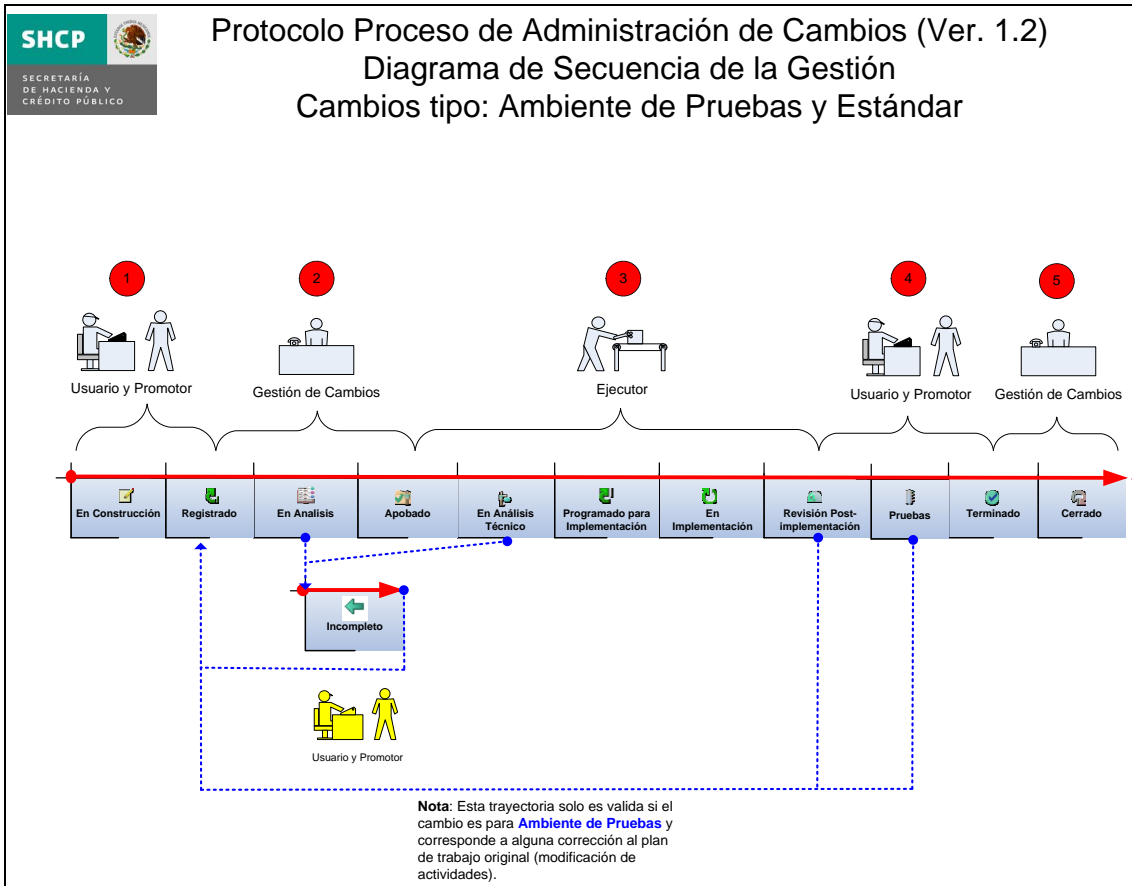 SHCP
SECRETARÍA
DE HACIENDA Y
CRÉDITO PÚBLICO
Protocolo Proceso de Administración de Cambios (Ver. 1.2)
Diagrama de Secuencia de la Gestión
Cambios tipo: Ambiente de Pruebas y Estándar
1
2
3
4
5
Usuario y Promotor
Gestión de Cambios
Ejecutor
Usuario y Promotor
Gestión de Cambios
En Construcción
Registrado
En Analisis
Apobado
En Análisis
Técnico
Programado para
Implementación
En
Implementación
Revisión Post-
implementación
Pruebas
Terminado
Cerrado
Incompleto
Usuario y Promotor
Nota: Esta trayectoria solo es valida si el
cambio es para Ambiente de Pruebas y
corresponde a alguna corrección al plan
de trabajo original (modificación de
actividades).